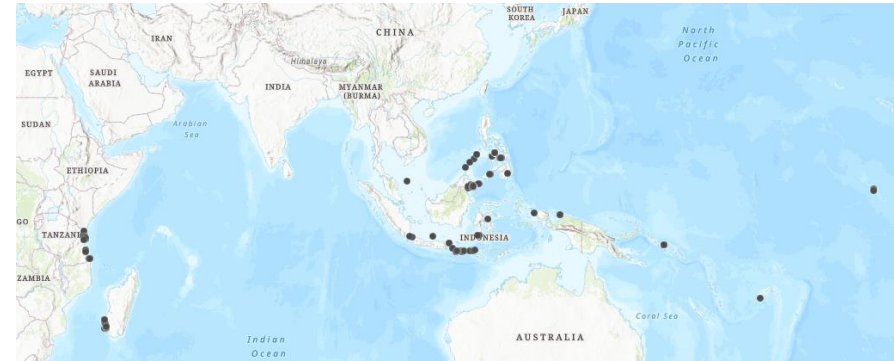 SOUTH
KOREA
JAPAN
North
Pacific
Ocean
CHINA
IRAN
Himalaya
EGYPT
SAUDI
ARABIA
INDIA
MYANMAR
(BURMA)
SUDAN
Arabian
Sea
ETHIOPIA
GO
TANZANI
INDONESIA
ZAMBIA
Indian
Ocean
AUSTRALIA
Coral Sea